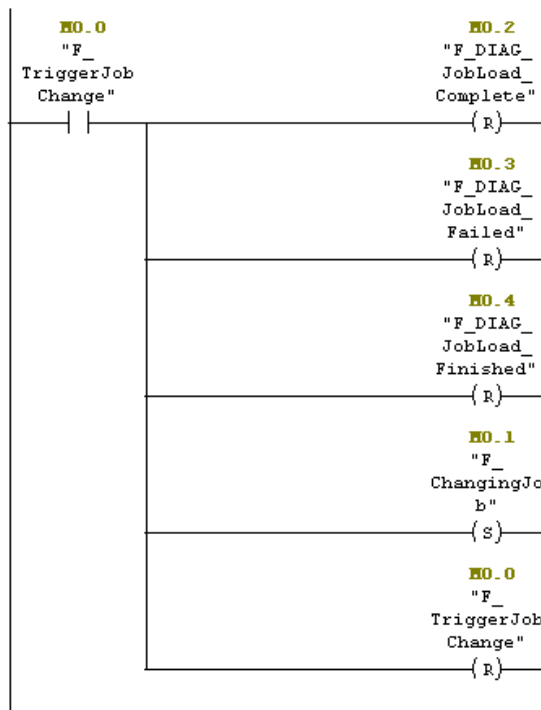 M0.0
"F_
TriggerJob
Change"
M0.2
"F_DIAG_
JobLoad_
Complete"
R
M0.3
"F_DIAG_
JobLoad_
Failed"
R
M0.4
"F_DIAG_
JobLoad_
Finished"
R
M0.1
"F_
ChangingJo
b"
S
M0.0
"F_
TriggerJob
Change"
R